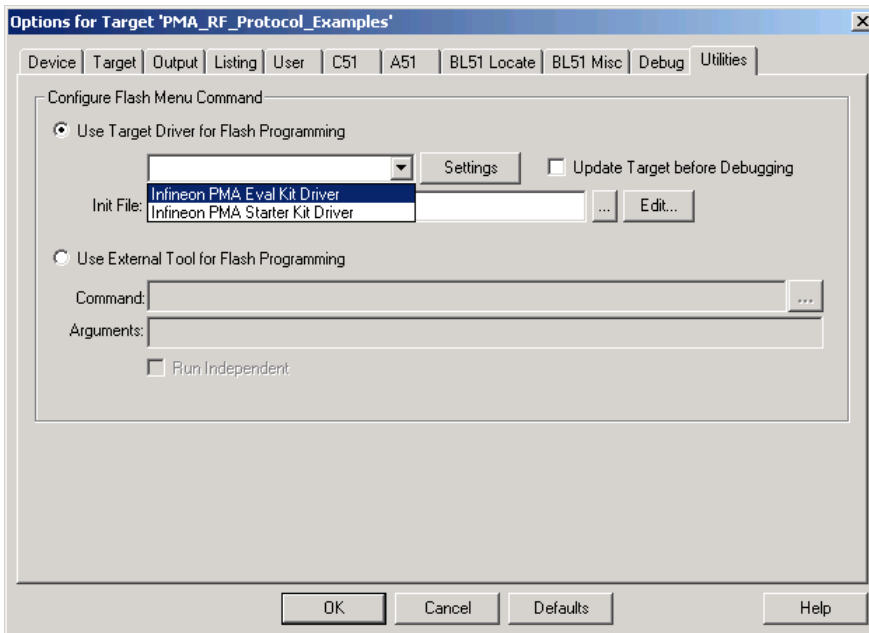 Options for Target 'PMA_RF_Protocol_Examples'
Device Target Output Listing User C51 A51 BL51 Locate BL51 Misc Debug Utilities
Configure Flash Menu Command
Use Target Driver for Flash Programming
Settings Update Target before Debugging
Infineon PMA Eval Kit Driver
Init File: ... Edit...
Infineon PMA Starter Kit Driver
Use External Tool for Flash Programming
Command: ...
Arguments:
Run Independent
OK Cancel Defaults Help